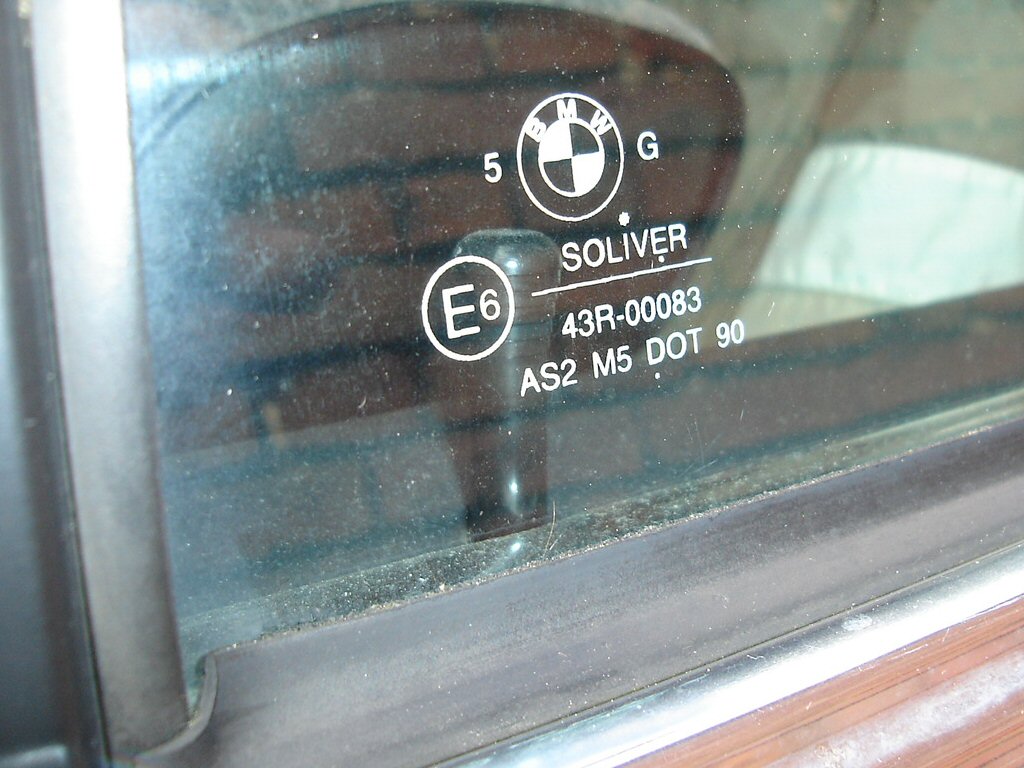 BMW
5 G
SOLIVER
E6
43R-00083
AS2 M5 DOT 90